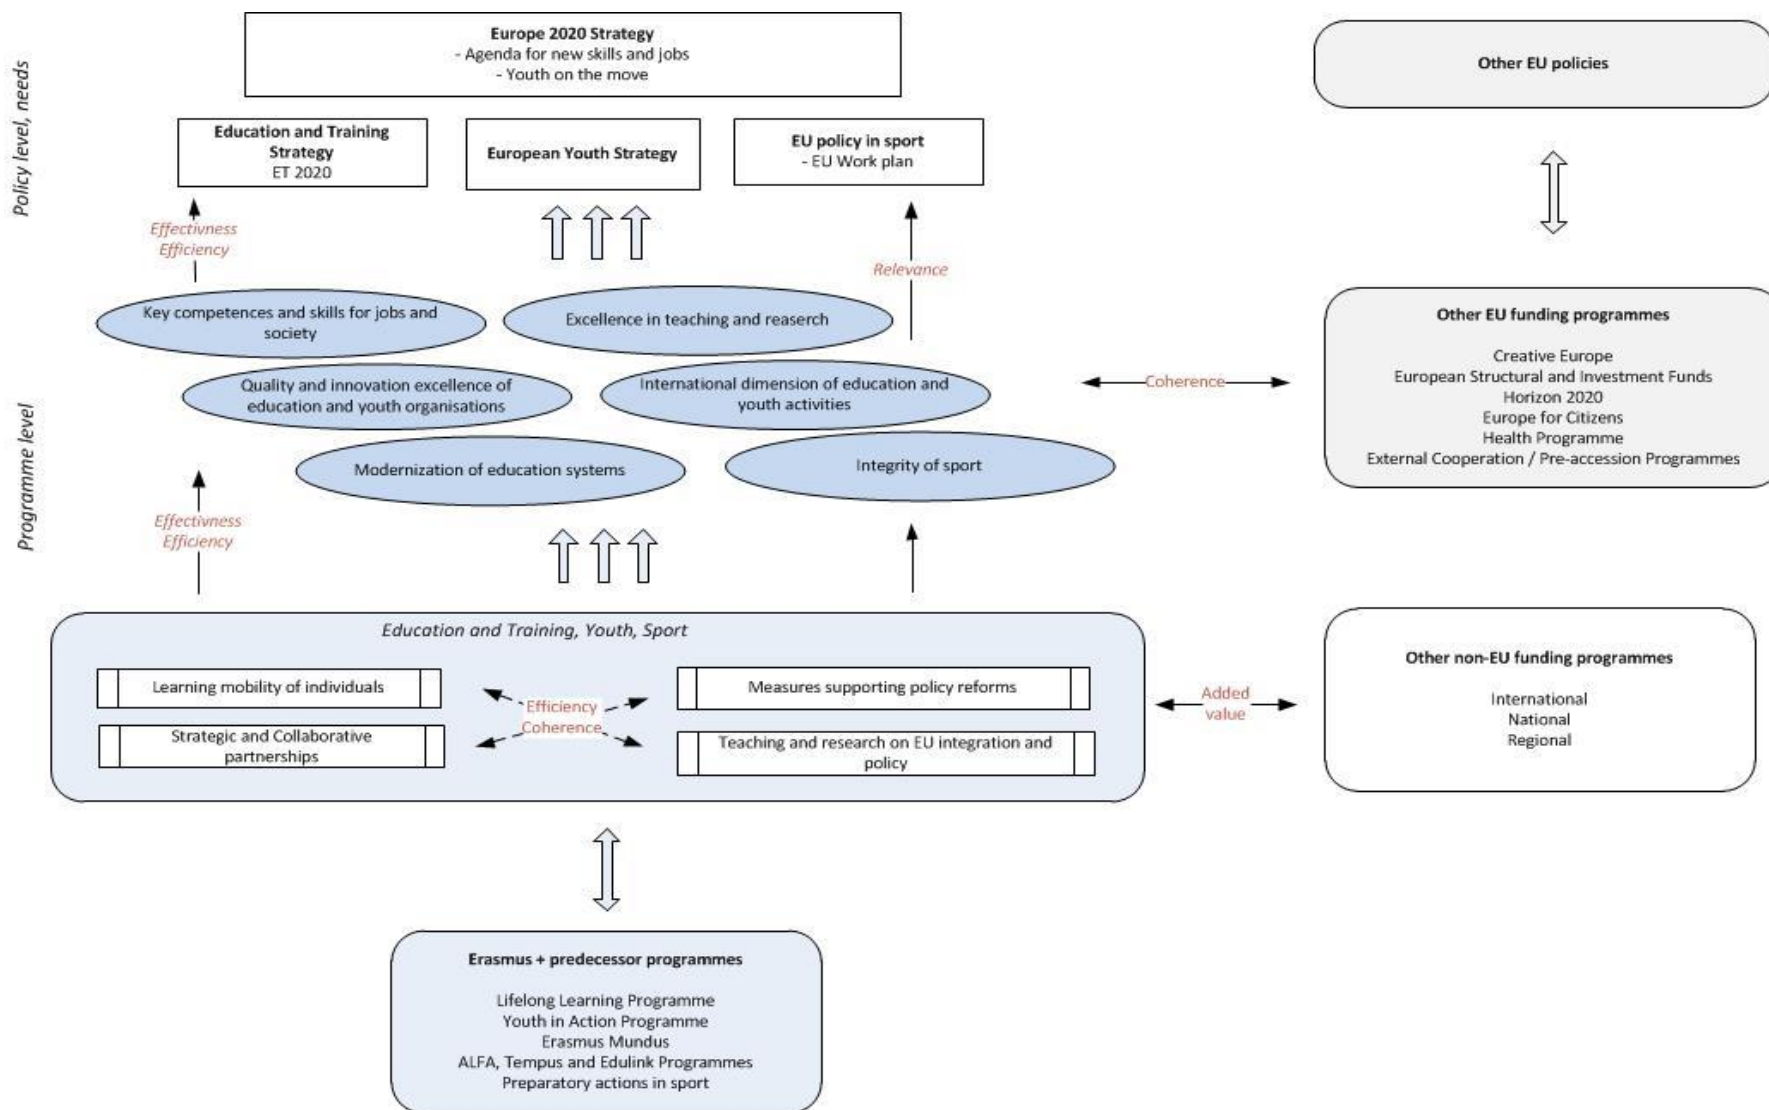 Policy level, needs
Europe 2020 Strategy
- Agenda for new skills and jobs
- Youth on the move
Other EU policies
Education and Training
Strategy
ET 2020
European Youth Strategy
EU policy in sport
- EU Work plan
Effectivness
Efficiency
Relevance
Programme level
Key competences and skills for jobs and
society
Excellence in teaching and reaserch
Quality and innovation excellence of
education and youth organisations
International dimension of education and
youth activities
Modernization of education systems
Integrity of sport
Coherence
Other EU funding programmes
Creative Europe
European Structural and Investment Funds
Horizon 2020
Europe for Citizens
Health Programme
External Cooperation / Pre-accession Programmes
Effectivness
Efficiency
Education and Training, Youth, Sport
Learning mobility of individuals
Strategic and Collaborative
partnerships
Efficiency
Coherence
Measures supporting policy reforms
Teaching and research on EU integration and
policy
Added
value
Other non-EU funding programmes
International
National
Regional
Erasmus + predecessor programmes
Lifelong Learning Programme
Youth in Action Programme
Erasmus Mundus
ALFA, Tempus and Edulink Programmes
Preparatory actions in sport